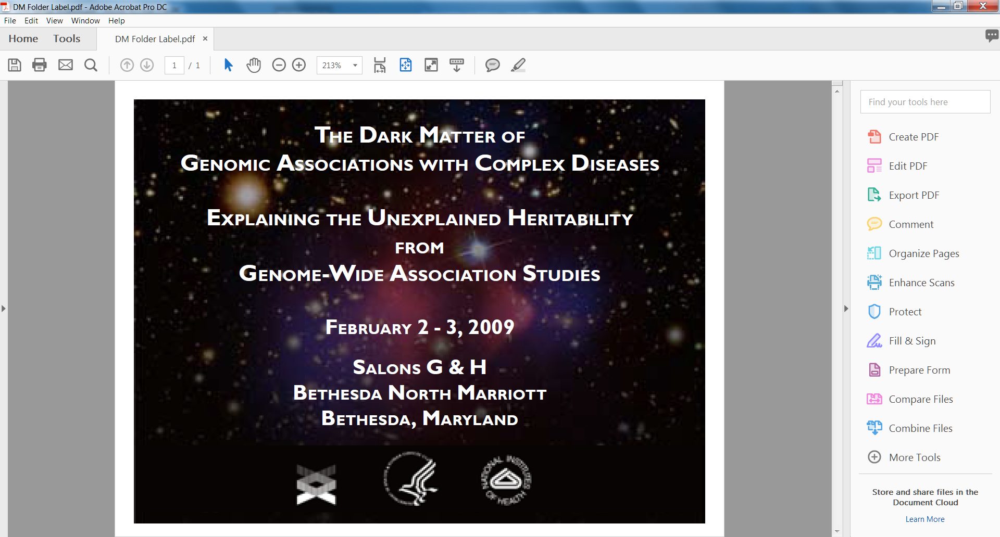 DM Folder Label.pdf - Adobe Acrobat Pro DC
File Edit View Window Help
Home Tools DM Folder Label.pdf ×
1 / 1 213%
The Dark Matter of
Genomic Associations with Complex Diseases
Explaining the Unexplained Heritability
from
Genome-Wide Association Studies
February 2 - 3, 2009
Salons G & H
Bethesda North Marriott
Bethesda, Maryland
NATIONAL INSTITUTES
OF HEALTH
Find your tools here
Create PDF
Edit PDF
Export PDF
Comment
Organize Pages
Enhance Scans
Protect
Fill & Sign
Prepare Form
Compare Files
Combine Files
More Tools
Store and share files in the
Document Cloud
Learn More